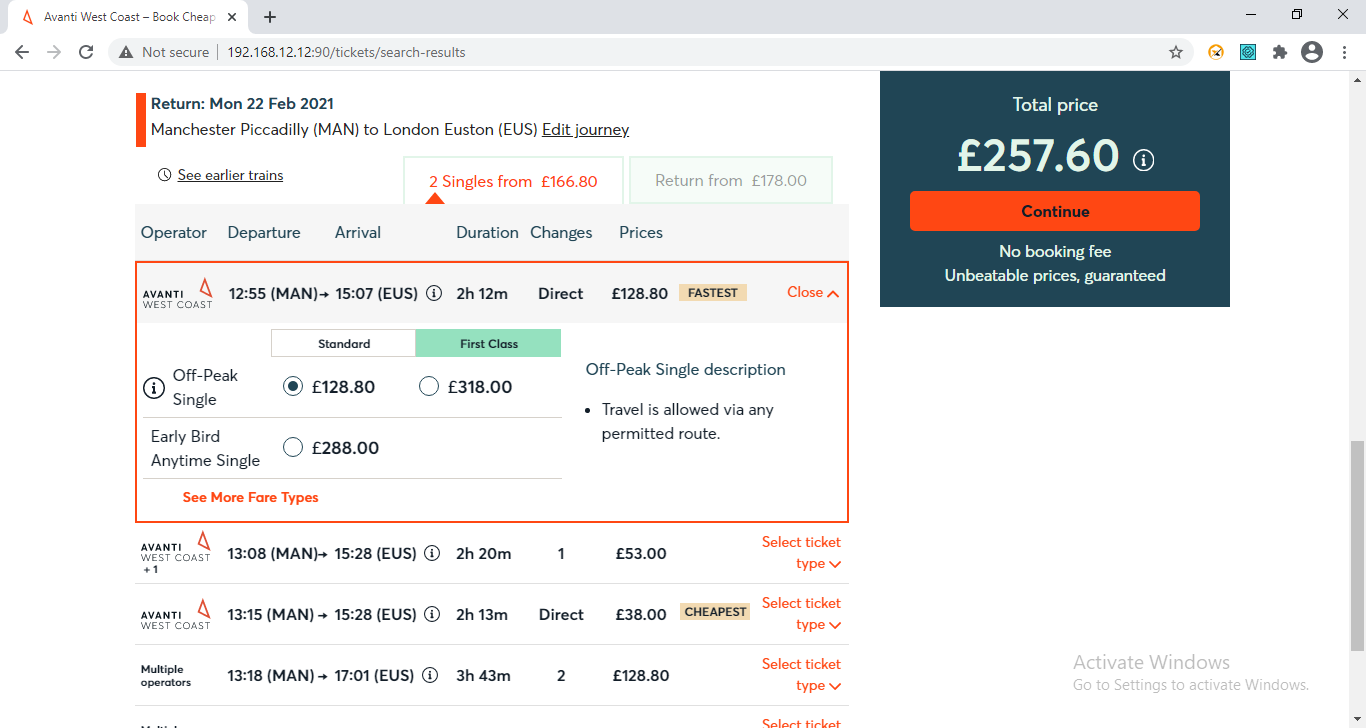 Avanti West Coast – Book Cheap
Not secure
192.168.12.12:90/tickets/search-results
Return: Mon 22 Feb 2021
Manchester Piccadilly (MAN) to London Euston (EUS) Edit journey
See earlier trains
2 Singles from £166.80
Return from £178.00
Operator Departure Arrival Duration Changes Prices
AVANTI
WEST COAST
12:55 (MAN)→ 15:07 (EUS) 2h 12m Direct £128.80 FASTEST Close
Standard First Class
Off-Peak
Single
£128.80 £318.00
Early Bird
Anytime Single
£288.00
See More Fare Types
Off-Peak Single description
• Travel is allowed via any
permitted route.
AVANTI
WEST COAST
+ 1
13:08 (MAN)→ 15:28 (EUS) 2h 20m 1 £53.00
Select ticket
type
AVANTI
WEST COAST
13:15 (MAN)→ 15:28 (EUS) 2h 13m Direct £38.00 CHEAPEST
Select ticket
type
Multiple
operators
13:18 (MAN)→ 17:01 (EUS) 3h 43m 2 £128.80
Select ticket
type
Multiple
Select ticket
Total price
£257.60
Continue
No booking fee
Unbeatable prices, guaranteed
Activate Windows
Go to Settings to activate Windows.